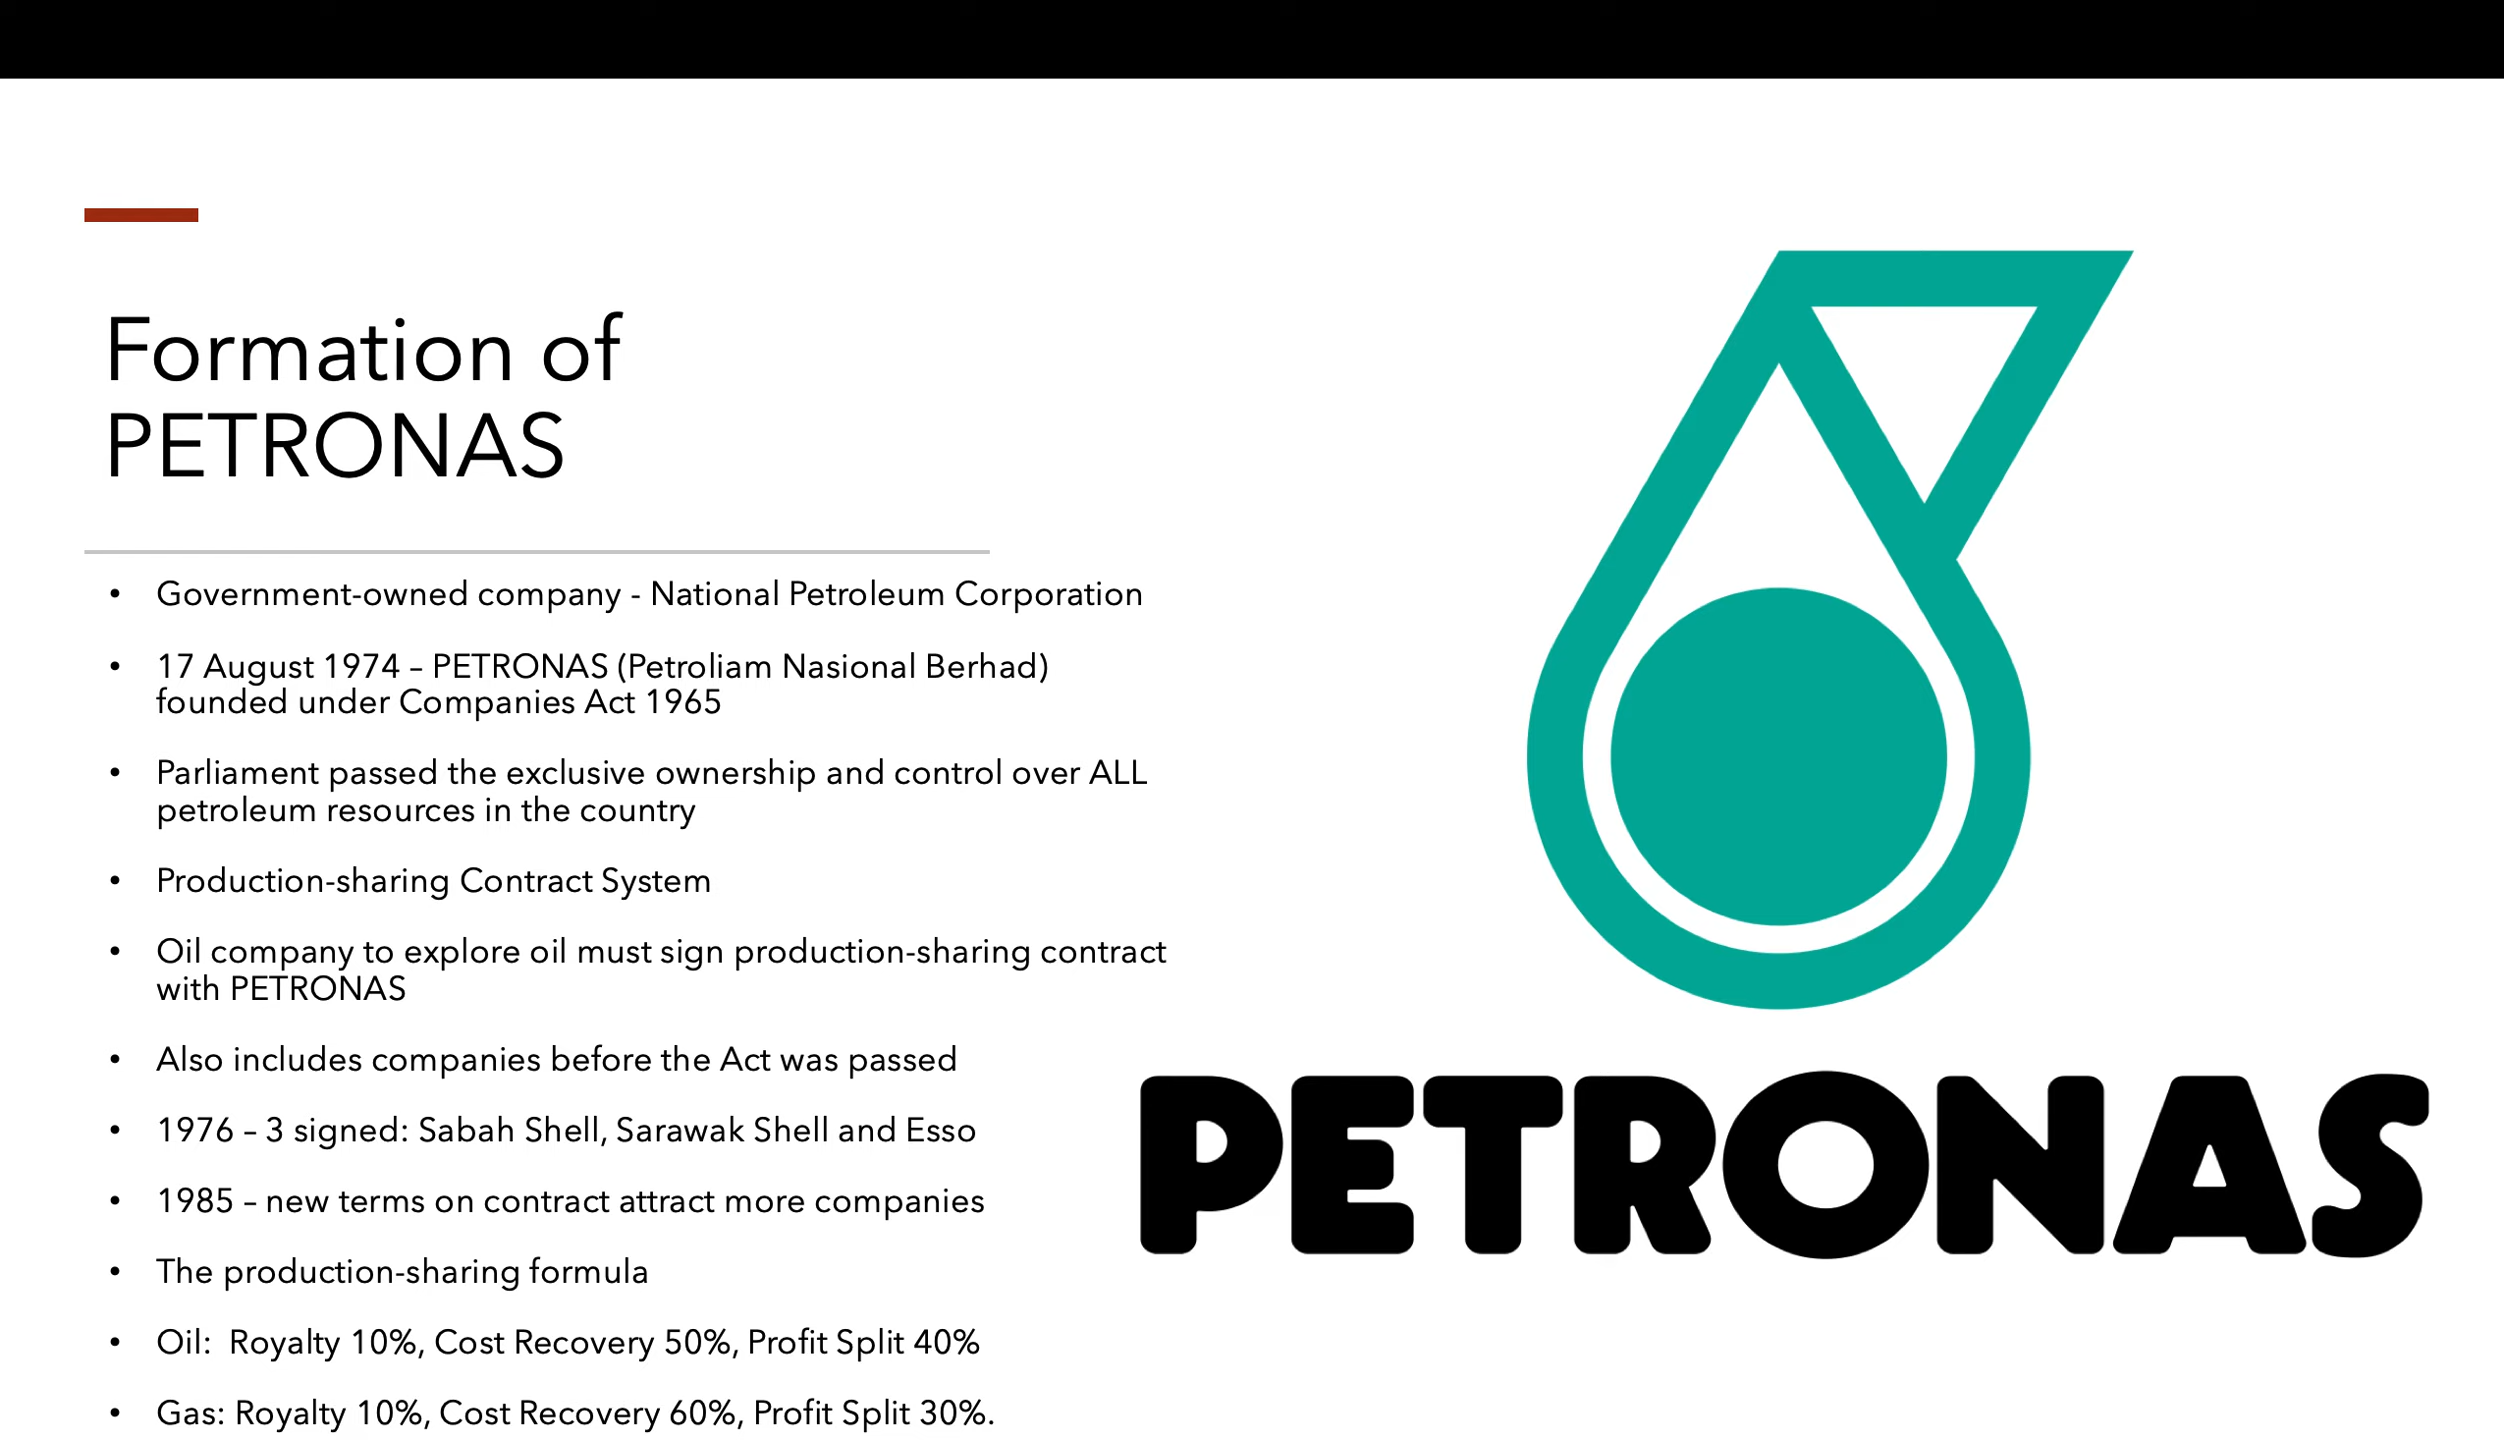 Formation of
PETRONAS
• Government-owned company - National Petroleum Corporation
• 17 August 1974 – PETRONAS (Petroliam Nasional Berhad)
founded under Companies Act 1965
• Parliament passed the exclusive ownership and control over ALL
petroleum resources in the country
• Production-sharing Contract System
• Oil company to explore oil must sign production-sharing contract
with PETRONAS
• Also includes companies before the Act was passed
• 1976 – 3 signed: Sabah Shell, Sarawak Shell and Esso
• 1985 – new terms on contract attract more companies
• The production-sharing formula
• Oil:  Royalty 10%, Cost Recovery 50%, Profit Split 40%
• Gas: Royalty 10%, Cost Recovery 60%, Profit Split 30%.
PETRONAS